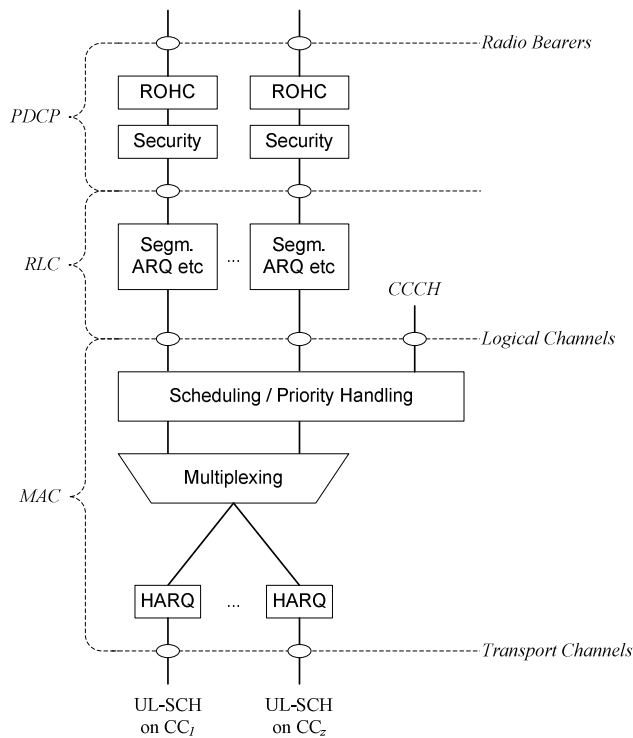 Radio Bearers
ROHC
ROHC
PDCP
Security
Security
Segm.
ARQ etc
...
Segm.
ARQ etc
RLC
CCCH
Logical Channels
Scheduling / Priority Handling
Multiplexing
MAC
HARQ
...
HARQ
Transport Channels
UL-SCH
on CC1
UL-SCH
on CCz